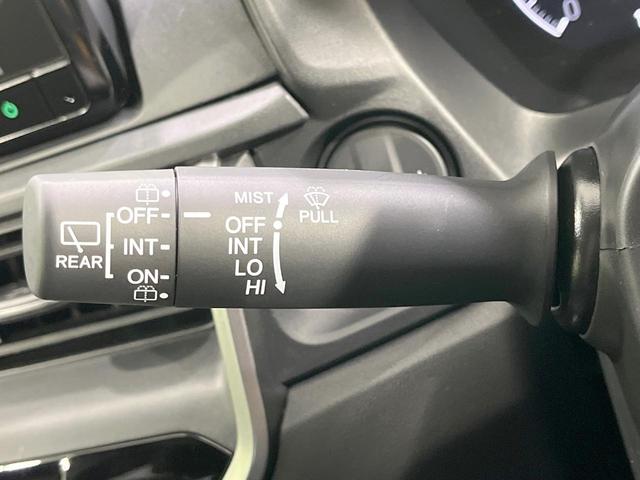 REAR
OFF
INT
ON
MIST
OFF
INT
LO
HI
PULL